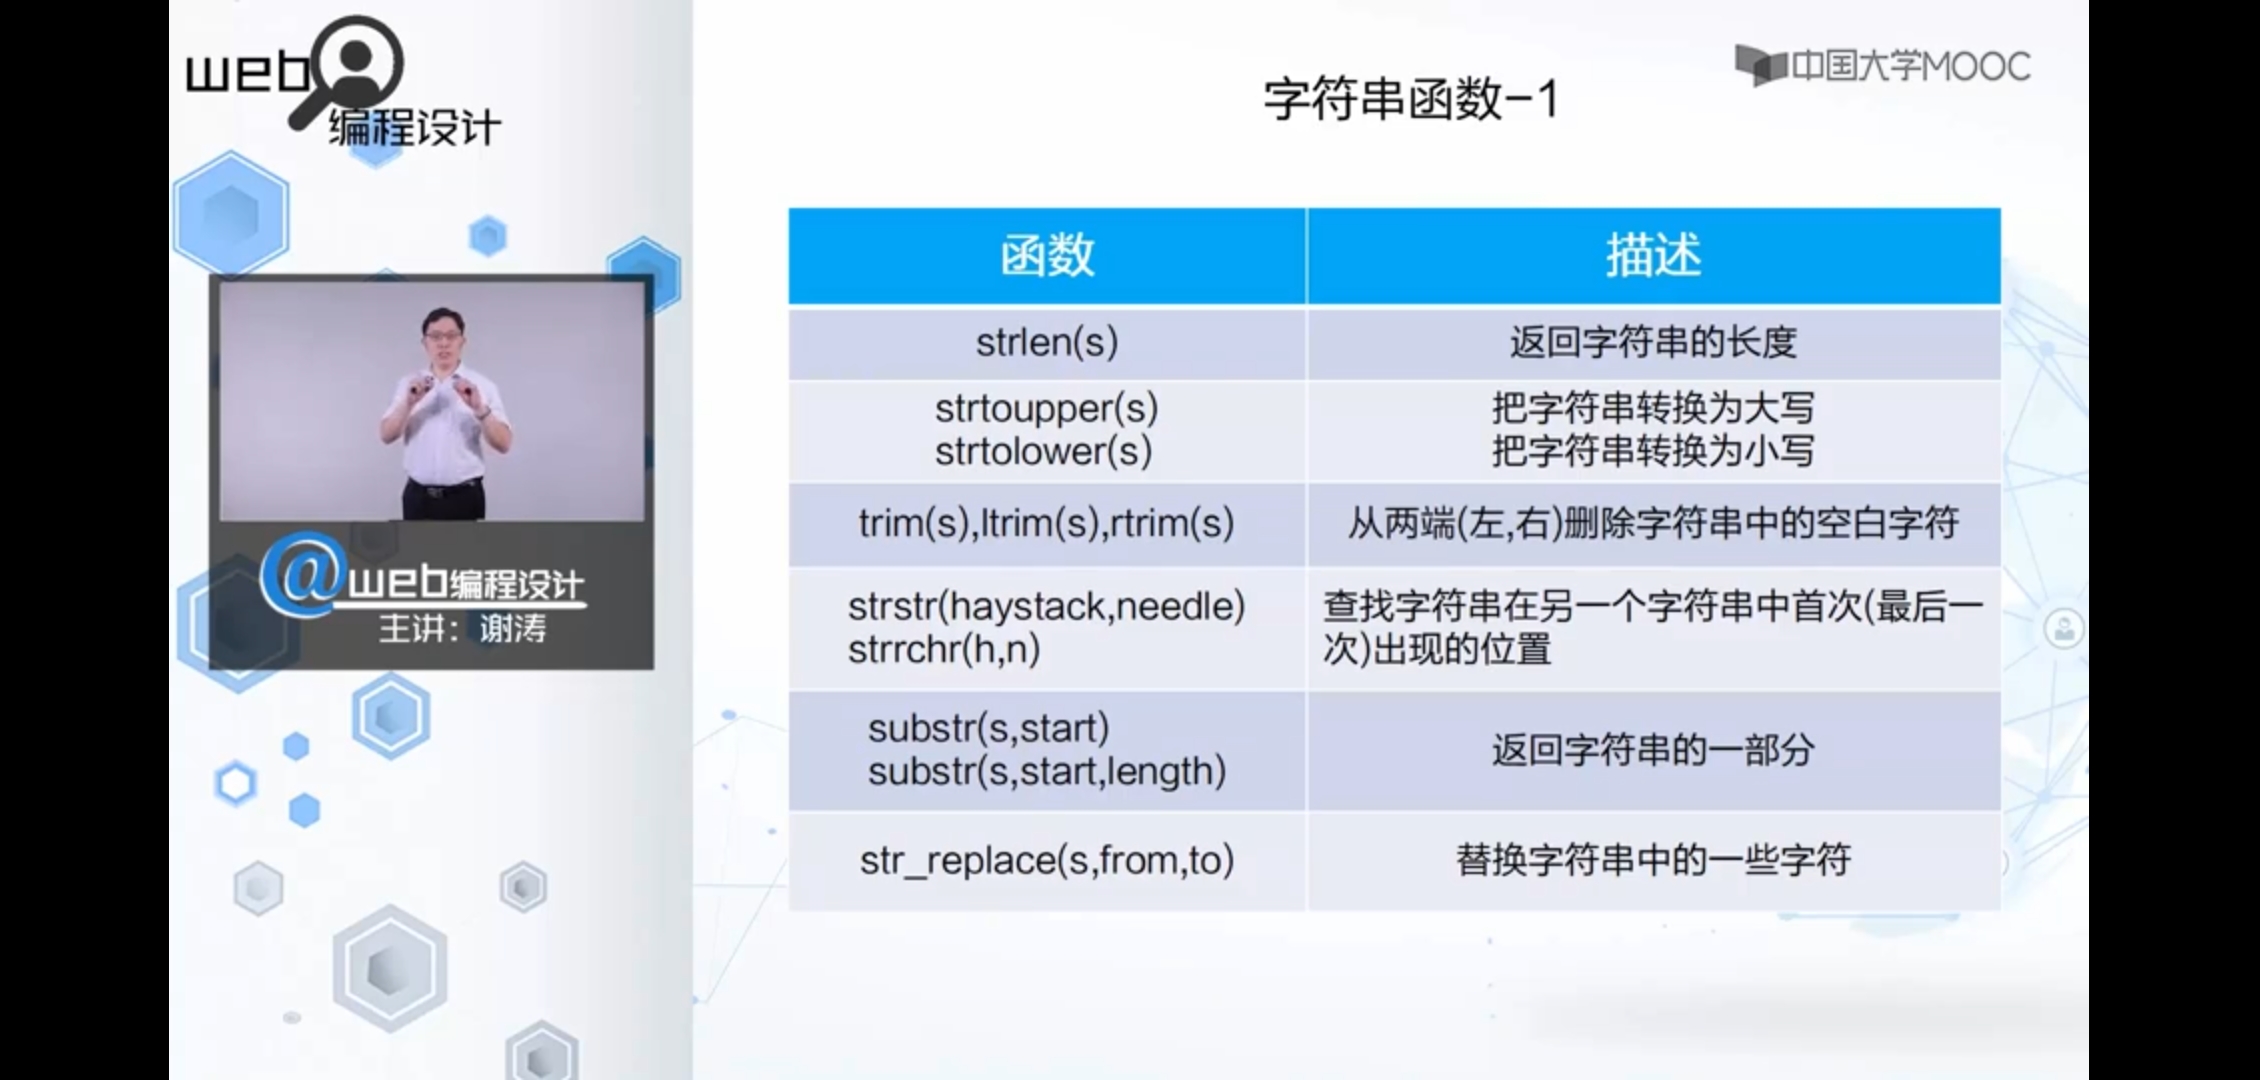 web
编程设计
中国大学MOOC
字符串函数-1
函数 描述
strlen(s) 返回字符串的长度
strtoupper(s) 把字符串转换为大写
strtolower(s) 把字符串转换为小写
trim(s),ltrim(s),rtrim(s) 从两端(左,右)删除字符串中的空白字符
strstr(haystack,needle) 查找字符串在另一个字符串中首次(最后一
strrchr(h,n) 次)出现的位置
substr(s,start)
substr(s,start,length)
返回字符串的一部分
str_replace(s,from,to) 替换字符串中的一些字符
@web编程设计
主讲：谢涛